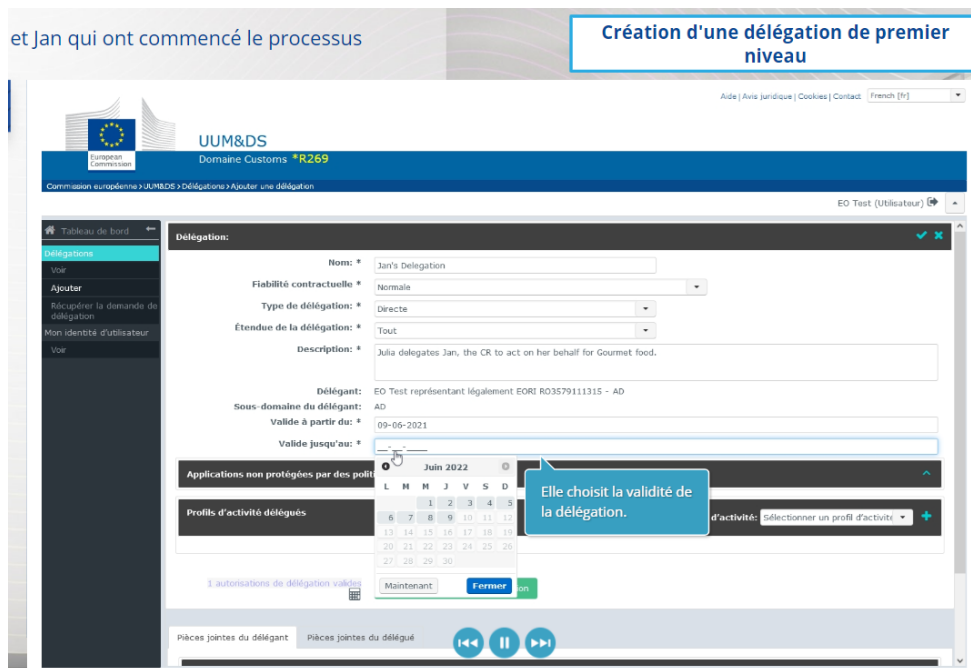 et Jan qui ont commencé le processus
Création d'une délégation de premier
niveau
Aide | Avis juridique | Cookies | Contact French [fr]
European
Commission
UUM&DS
Domaine Customs *R269
Commission européenne > UUM&DS > Délégations > Ajouter une délégation
EO Test (Utilisateur)
Tableau de bord
Délégations
Voir
Ajouter
Récupérer la demande de
délégation
Mon identité d'utilisateur
Voir
Délégation:
Nom: * Jan's Delegation
Fiabilité contractuelle * Normale
Type de délégation: * Directe
Étendue de la délégation: * Tout
Description: * Julia delegates Jan, the CR to act on her behalf for Gourmet food.
Délégant: EO Test représentant légalement EORI RO3579111315 - AD
Sous-domaine du délégant: AD
Valide à partir du: * 09-06-2021
Valide jusqu'au: * __-__-____
Applications non protégées par des polit
Juin 2022
L M M J V S D
1 2 3 4 5
6 7 8 9 10 11 12
13 14 15 16 17 18 19
20 21 22 23 24 25 26
27 28 29 30
Maintenant Fermer
Elle choisit la validité de
la délégation.
Profils d'activité délégués
d'activité: Sélectionner un profil d'activité
1 autorisations de délégation valides
on
Pièces jointes du délégant Pièces jointes du délégué